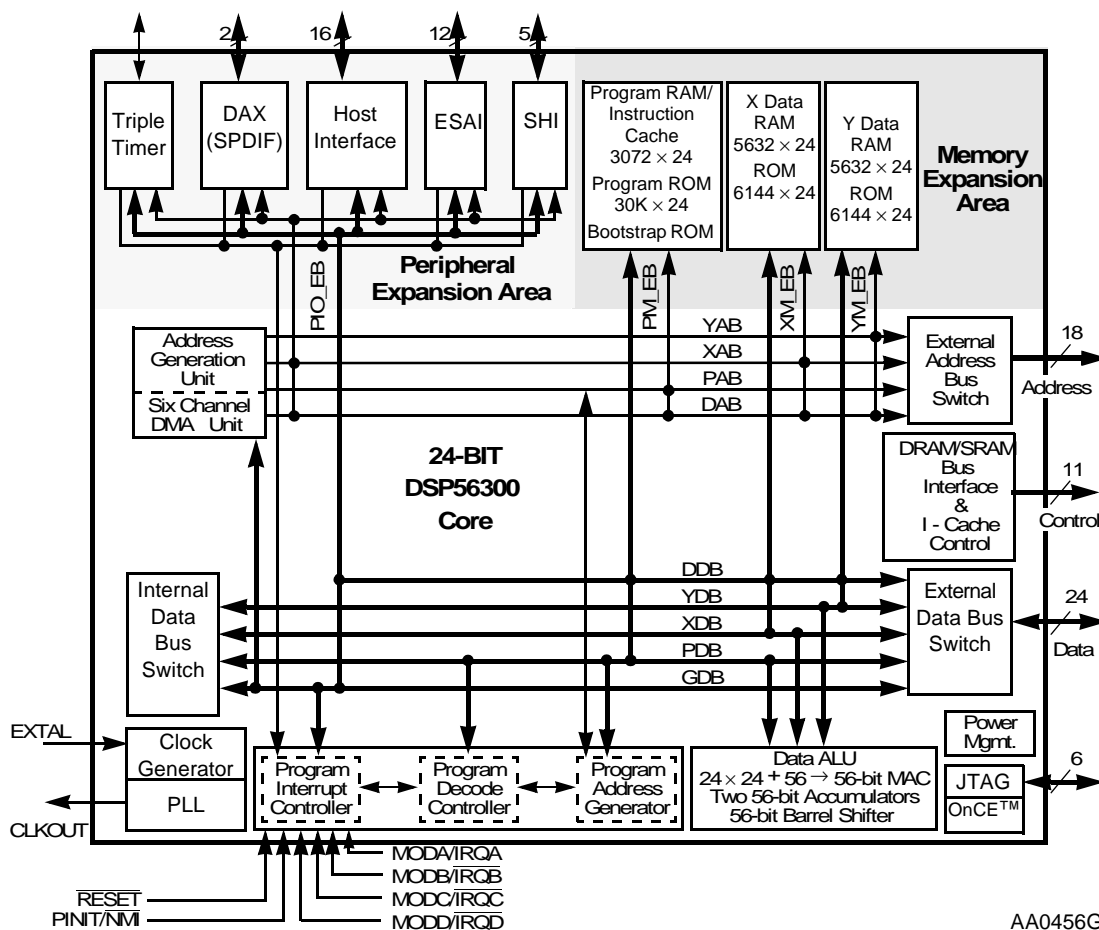 2
16
12
5
Triple
Timer
DAX
(SPDIF)
Host
Interface
ESAI
SHI
Program RAM/
Instruction
Cache
3072 × 24
Program ROM
30K × 24
Bootstrap ROM
X Data
RAM
5632 × 24
ROM
6144 × 24
Y Data
RAM
5632 × 24
ROM
6144 × 24
Memory
Expansion
Area
Peripheral
Expansion Area
PIO_EB
PM_EB
XM_EB
YM_EB
Address
Generation
Unit
Six Channel
DMA Unit
YAB
XAB
PAB
DAB
External
Address
Bus
Switch
18
Address
24-BIT
DSP56300
Core
DRAM/SRAM
Bus
Interface
&
I - Cache
Control
11
Control
Internal
Data
Bus
Switch
DDB
YDB
XDB
PDB
GDB
External
Data Bus
Switch
24
Data
EXTAL
Clock
Generator
PLL
CLKOUT
Program
Interrupt
Controller
Program
Decode
Controller
Program
Address
Generator
Data ALU
24 × 24 + 56 → 56-bit MAC
Two 56-bit Accumulators
56-bit Barrel Shifter
Power
Mgmt.
JTAG
OnCE™
6
RESET
PINIT/NMI
MODA/IRQA
MODB/IRQB
MODC/IRQC
MODD/IRQD
AA0456G